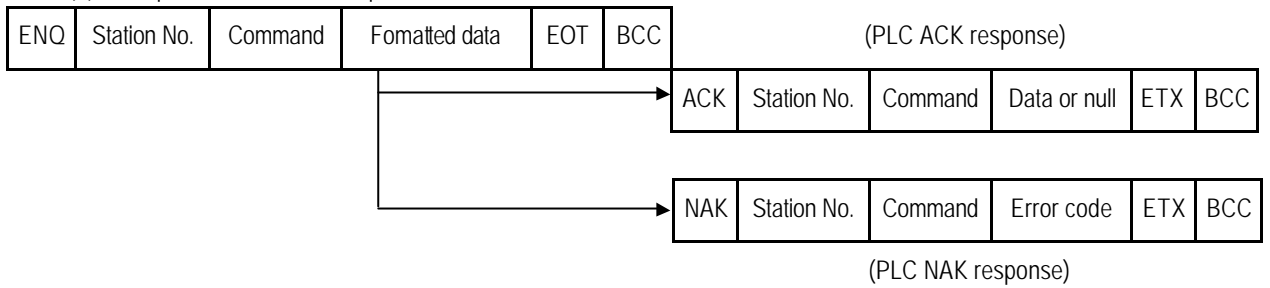 ENQ Station No. Command Fomatted data EOT BCC
(PLC ACK response)
ACK Station No. Command Data or null ETX BCC
NAK Station No. Command Error code ETX BCC
(PLC NAK response)